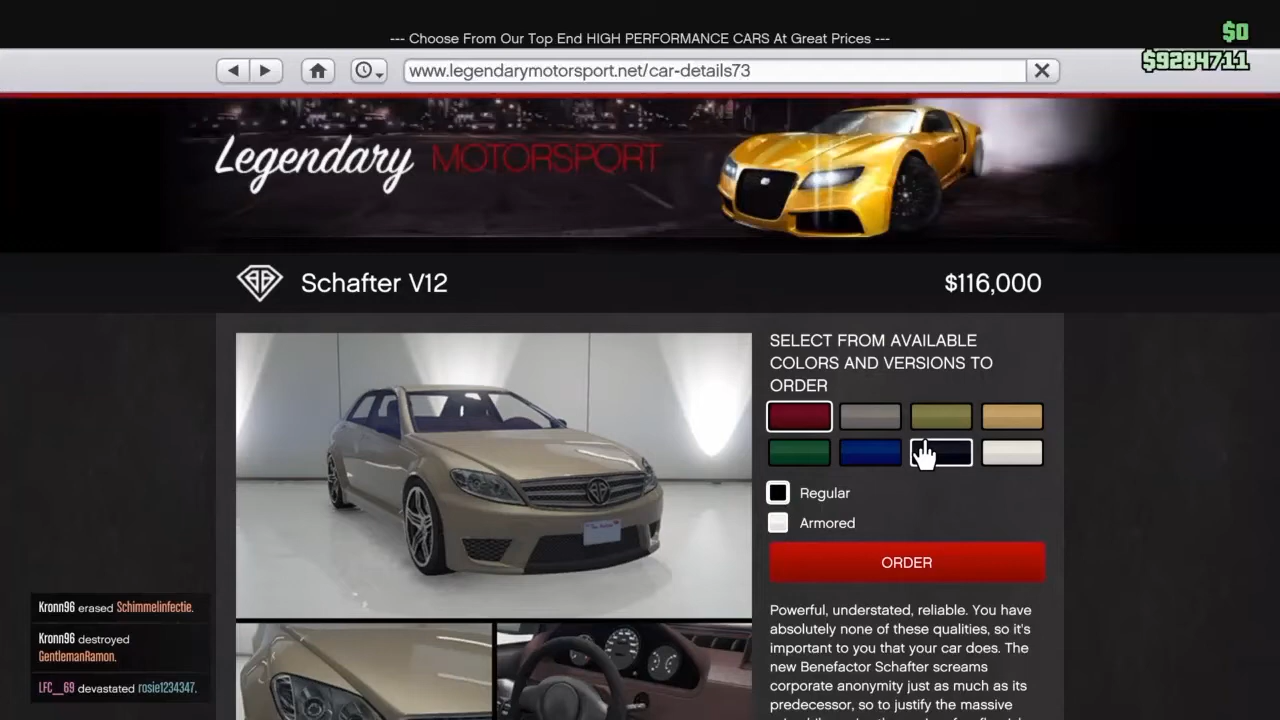 $0
--- Choose From Our Top End HIGH PERFORMANCE CARS At Great Prices ---
$9284711
www.legendarymotorsport.net/car-details73
Legendary MOTORSPORT
Schafter V12
$116,000
SELECT FROM AVAILABLE
COLORS AND VERSIONS TO
ORDER
Regular
Armored
ORDER
Powerful, understated, reliable. You have
absolutely none of these qualities, so it's
important to you that your car does. The
new Benefactor Schafter screams
corporate anonymity just as much as its
predecessor, so to justify the massive
Kronn96 erased Schimmelinfectie.
Kronn96 destroyed
GentlemanRamon.
LFC__69 devastated rosie1234347.